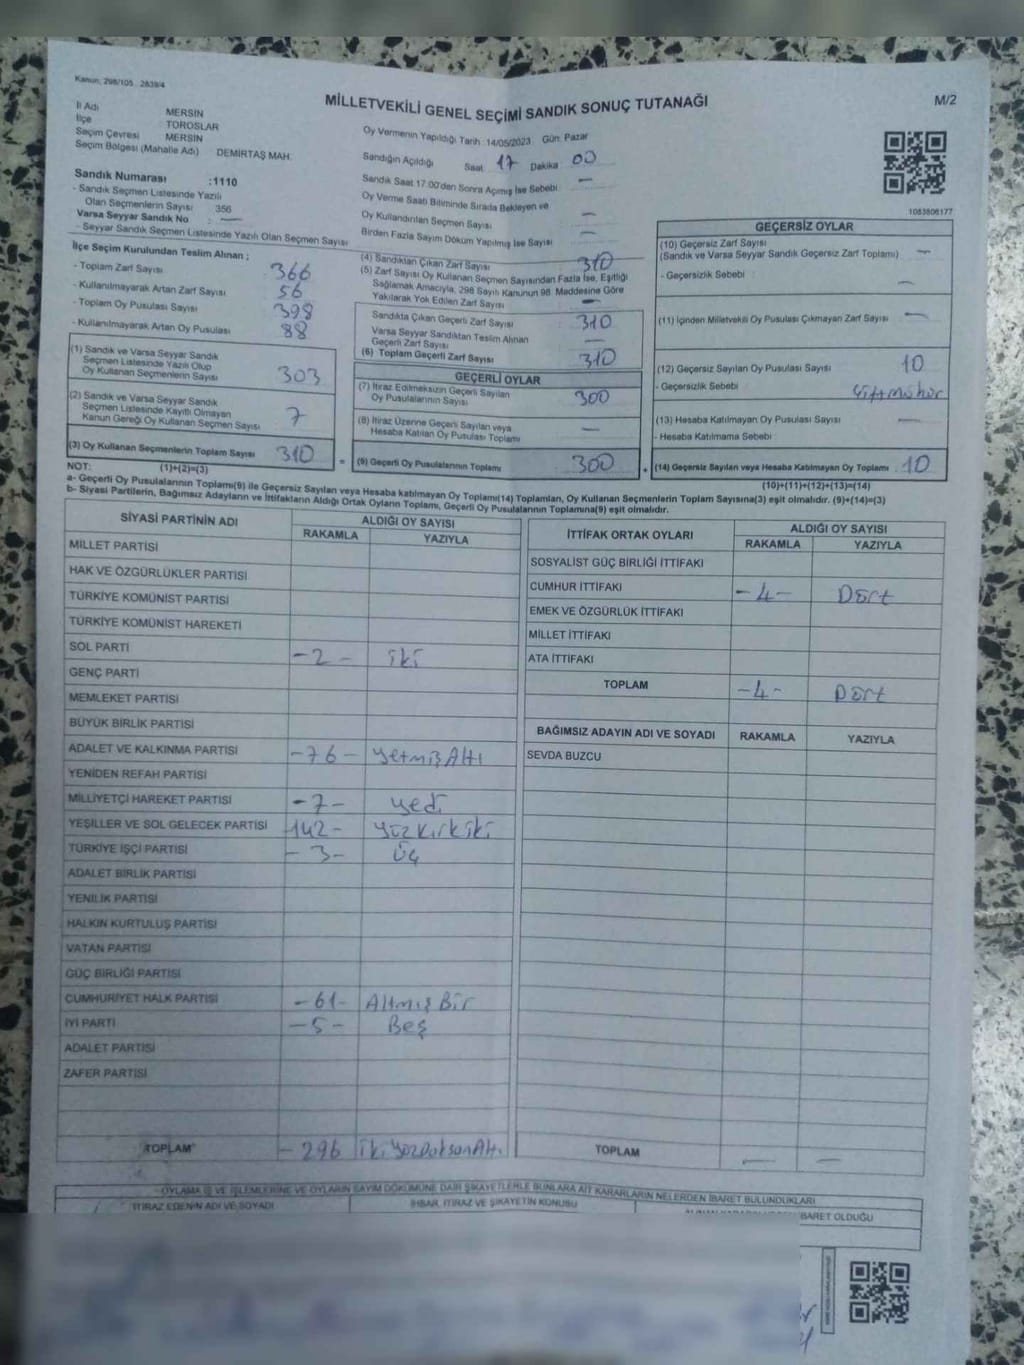 Kanun: 298/105 2839/4
MİLLETVEKİLİ GENEL SEÇİMİ SANDIK SONUÇ TUTANAĞI
M/2
İl Adı MERSİN
İlçe TOROSLAR
Seçim Çevresi MERSİN
Seçim Bölgesi (Mahalle Adı) DEMİRTAŞ MAH.
Sandık Numarası :1110
- Sandık Seçmen Listesinde Yazılı
Olan Seçmenlerin Sayısı 356
Varsa Seyyar Sandık No : —
- Seyyar Sandık Seçmen Listesinde Yazılı Olan Seçmen Sayısı
Oy Vermenin Yapıldığı Tarih :14/05/2023 Gün: Pazar
Sandığın Açıldığı Saat 17 Dakika 00
Sandık Saat 17:00'den Sonra Açılmış İse Sebebi —
Oy Verme Saati Bitiminde Sırada Bekleyen ve
Oy Kullandırılan Seçmen Sayısı —
Birden Fazla Sayım Döküm Yapılmış İse Sayısı —
1083808177
İlçe Seçim Kurulundan Teslim Alınan ;
- Toplam Zarf Sayısı 366
- Kullanılmayarak Artan Zarf Sayısı 56
- Toplam Oy Pusulası Sayısı 398
- Kullanılmayarak Artan Oy Pusulası 88
(1) Sandık ve Varsa Seyyar Sandık
Seçmen Listesinde Yazılı Olup
Oy Kullanan Seçmenlerin Sayısı 303
(2) Sandık ve Varsa Seyyar Sandık
Seçmen Listesinde Kayıtlı Olmayan
Kanun Gereği Oy Kullanan Seçmen Sayısı 7
(3) Oy Kullanan Seçmenlerin Toplam Sayısı 310
(1)+(2)=(3)
(4) Sandıktan Çıkan Zarf Sayısı 310
(5) Zarf Sayısı Oy Kullanan Seçmen Sayısından Fazla İse, Eşitliği
Sağlamak Amacıyla, 298 Sayılı Kanunun 98. Maddesine Göre
Yakılarak Yok Edilen Zarf Sayısı —
Sandıkta Çıkan Geçerli Zarf Sayısı 310
Varsa Seyyar Sandıktan Teslim Alınan
Geçerli Zarf Sayısı —
(6) Toplam Geçerli Zarf Sayısı 310
GEÇERLİ OYLAR
(7) İtiraz Edilmeksizin Geçerli Sayılan
Oy Pusulalarının Sayısı 300
(8) İtiraz Üzerine Geçerli Sayılan veya
Hesaba Katılan Oy Pusulası Toplamı —
= (9) Geçerli Oy Pusulalarının Toplamı 300
GEÇERSİZ OYLAR
(10) Geçersiz Zarf Sayısı
(Sandık ve Varsa Seyyar Sandık Geçersiz Zarf Toplamı) —
- Geçersizlik Sebebi : —
(11) İçinden Milletvekili Oy Pusulası Çıkmayan Zarf Sayısı —
(12) Geçersiz Sayılan Oy Pusulası Sayısı 10
- Geçersizlik Sebebi : Çift mühür
(13) Hesaba Katılmayan Oy Pusulası Sayısı —
- Hesaba Katılmama Sebebi :
+ (14) Geçersiz Sayılan veya Hesaba Katılmayan Oy Toplamı : 10
(10)+(11)+(12)+(13)=(14)
NOT:
a- Geçerli Oy Pusulalarının Toplamı(9) ile Geçersiz Sayılan veya Hesaba katılmayan Oy Toplamı(14) Toplamları, Oy Kullanan Seçmenlerin Toplam Sayısına(3) eşit olmalıdır. (9)+(14)=(3)
b- Siyasi Partilerin, Bağımsız Adayların ve İttifakların Aldığı Ortak Oyların Toplamı, Geçerli Oy Pusulalarının Toplamına(9) eşit olmalıdır.
SİYASİ PARTİNİN ADI ALDIĞI OY SAYISI
RAKAMLA YAZIYLA
MİLLET PARTİSİ
HAK VE ÖZGÜRLÜKLER PARTİSİ
TÜRKİYE KOMÜNİST PARTİSİ
TÜRKİYE KOMÜNİST HAREKETİ
SOL PARTİ -2- iki
GENÇ PARTİ
MEMLEKET PARTİSİ
BÜYÜK BİRLİK PARTİSİ
ADALET VE KALKINMA PARTİSİ -76- yetmiş Altı
YENİDEN REFAH PARTİSİ
MİLLİYETÇİ HAREKET PARTİSİ -7- yedi
YEŞİLLER VE SOL GELECEK PARTİSİ 142- yüz kırk iki
TÜRKİYE İŞÇİ PARTİSİ -3- üç
ADALET BİRLİK PARTİSİ
YENİLİK PARTİSİ
HALKIN KURTULUŞ PARTİSİ
VATAN PARTİSİ
GÜÇ BİRLİĞİ PARTİSİ
CUMHURİYET HALK PARTİSİ -61- Altmış Bir
İYİ PARTİ -5- Beş
ADALET PARTİSİ
ZAFER PARTİSİ
TOPLAM -296 iki yüz Doksan Altı
İTTİFAK ORTAK OYLARI ALDIĞI OY SAYISI
RAKAMLA YAZIYLA
SOSYALİST GÜÇ BİRLİĞİ İTTİFAKI
CUMHUR İTTİFAKI -4- Dört
EMEK VE ÖZGÜRLÜK İTTİFAKI
MİLLET İTTİFAKI
ATA İTTİFAKI
TOPLAM -4- Dört
BAĞIMSIZ ADAYIN ADI VE SOYADI RAKAMLA YAZIYLA
SEVDA BUZCU
TOPLAM — —
OYLAMA İŞ VE İŞLEMLERİNE VE OYLARIN SAYIM DÖKÜMÜNE DAİR ŞİKAYETLERLE BUNLARA AİT KARARLARIN NELERDEN İBARET BULUNDUKLARI
İTİRAZ EDENİN ADI VE SOYADI İHBAR, İTİRAZ VE ŞİKAYETİN KONUSU İBARET OLDUĞU